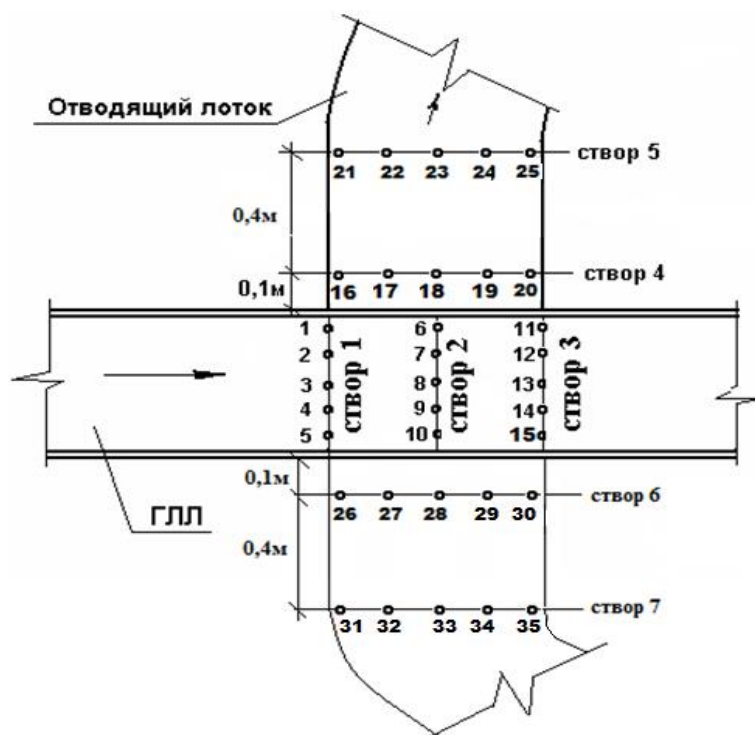 Отводящий лоток
створ 5
21 22 23 24 25
0,4м
створ 4
0,1м
16 17 18 19 20
1 6 11
2 7 12
3 8 13
4 9 14
5 10 15
створ 1
створ 2
створ 3
0,1м
створ 6
ГЛЛ
26 27 28 29 30
0,4м
створ 7
31 32 33 34 35